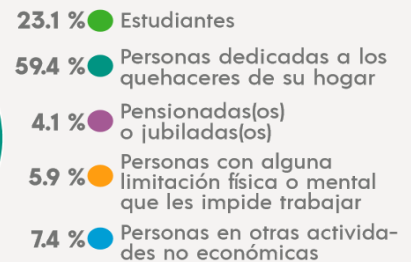 23.1 % Estudiantes
59.4 % Personas dedicadas a los
quehaceres de su hogar
4.1 % Pensionadas(os)
o jubiladas(os)
5.9 % Personas con alguna
limitación física o mental
que les impide trabajar
7.4 % Personas en otras activida-
des no económicas